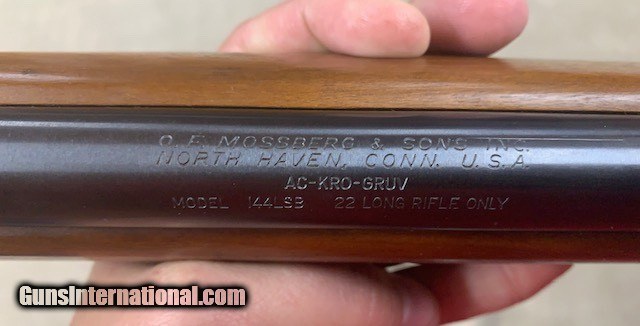 O. F. MOSSBERG & SONS INC.
NORTH HAVEN, CONN. U.S.A.
AC-KRO-GRUV
MODEL 144LSB 22 LONG RIFLE ONLY
GunsInternational.com